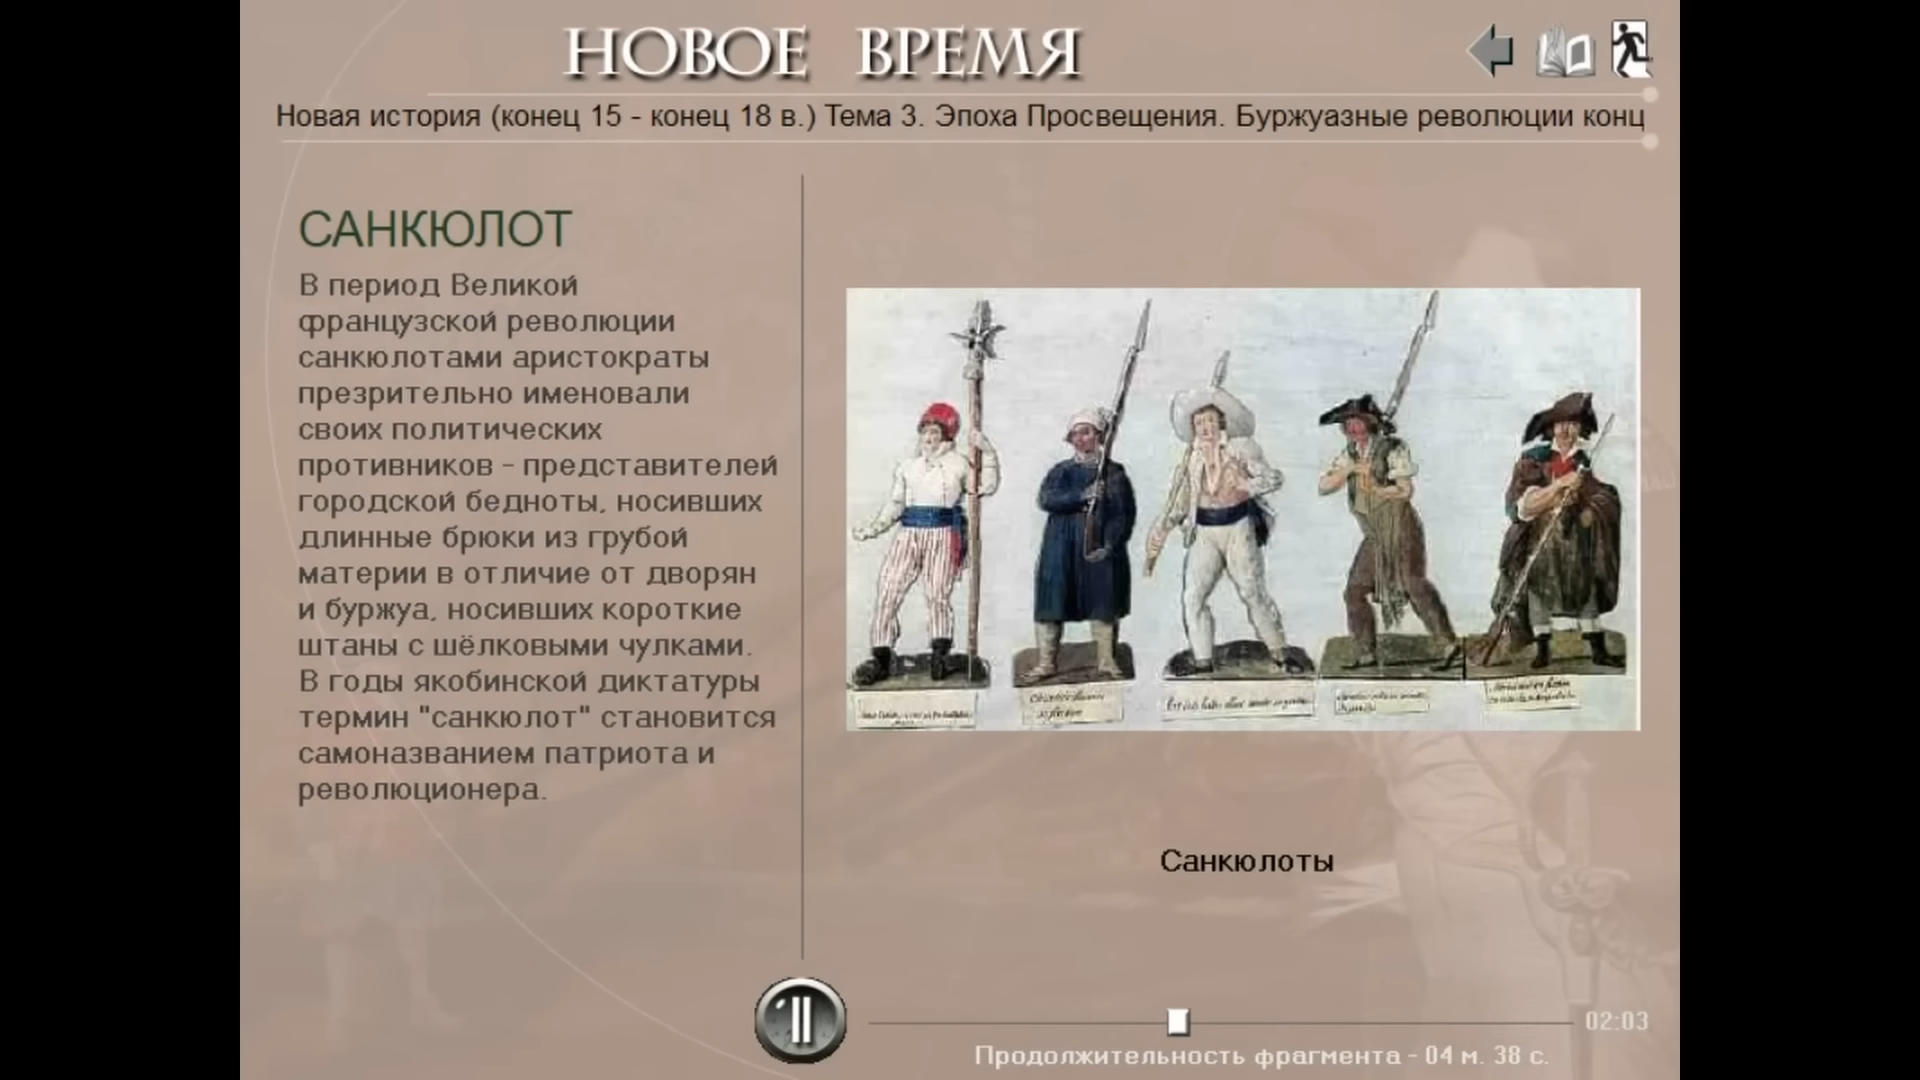 НОВОЕ ВРЕМЯ
Новая история (конец 15 - конец 18 в.) Тема 3. Эпоха Просвещения. Буржуазные революции конц
САНКЮЛОТ
В период Великой
французской революции
санкюлотами аристократы
презрительно именовали
своих политических
противников - представителей
городской бедноты, носивших
длинные брюки из грубой
материи в отличие от дворян
и буржуа, носивших короткие
штаны с шёлковыми чулками.
В годы якобинской диктатуры
термин "санкюлот" становится
самоназванием патриота и
революционера.
Санкюлоты
02:03
Продолжительность фрагмента - 04 м. 38 с.